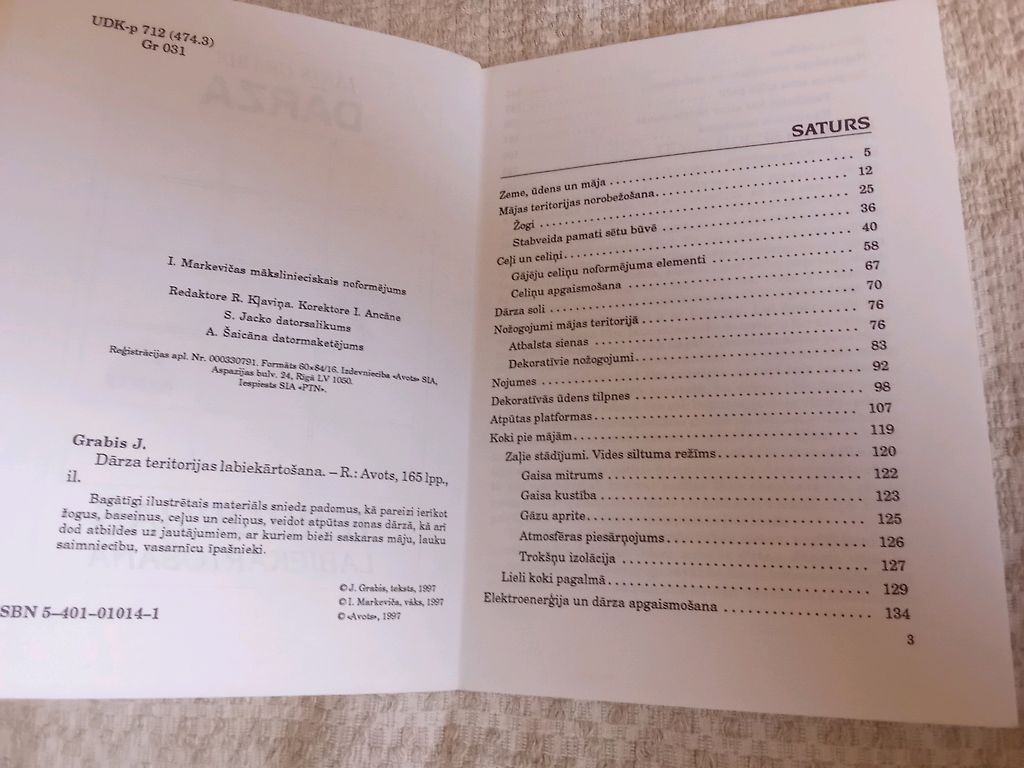 UDK-p 712 (474.3)
Gr 031
I. Markevičas mākslinieciskais noformējums
Redaktore R. Kļaviņa. Korektore I. Ancāne
S. Jacko datorsalikums
A. Šaicāna datormaketējums
Reģistrācijas apl. Nr. 000330791. Formāts 60×84/16. Izdevniecība «Avots» SIA,
Aspazijas bulv. 24, Rīgā LV 1050.
Iespiests SIA «PTN».
Grabis J.
Dārza teritorijas labiekārtošana. – R.: Avots, 165 lpp.,
il.
Bagātīgi ilustrētais materiāls sniedz padomus, kā pareizi ierīkot
žogus, baseinus, ceļus un celiņus, veidot atpūtas zonas dārzā, kā arī
dod atbildes uz jautājumiem, ar kuriem bieži saskaras māju, lauku
saimniecību, vasarnīcu īpašnieki.
© J. Grabis, teksts, 1997
© I. Markeviča, vāks, 1997
© «Avots», 1997
SBN 5–401–01014–1
SATURS
Zeme, ūdens un māja . . . . . . . . . . 5
Mājas teritorijas norobežošana . . . . . . . . . . 12
Žogi . . . . . . . . . . 25
Stabveida pamati sētu būvē . . . . . . . . . . 36
Ceļi un celiņi . . . . . . . . . . 40
Gājēju celiņu noformējuma elementi . . . . . . . . . . 58
Celiņu apgaismošana . . . . . . . . . . 67
Dārza soli . . . . . . . . . . 70
Nožogojumi mājas teritorijā . . . . . . . . . . 76
Atbalsta sienas . . . . . . . . . . 76
Dekoratīvie nožogojumi . . . . . . . . . . 83
Nojumes . . . . . . . . . . 92
Dekoratīvās ūdens tilpnes . . . . . . . . . . 98
Atpūtas platformas . . . . . . . . . . 107
Koki pie mājām . . . . . . . . . . 119
Zaļie stādījumi. Vides siltuma režīms . . . . . . . . . . 120
Gaisa mitrums . . . . . . . . . . 122
Gaisa kustība . . . . . . . . . . 123
Gāzu aprite . . . . . . . . . . 125
Atmosfēras piesārņojums . . . . . . . . . . 126
Trokšņu izolācija . . . . . . . . . . 127
Lieli koki pagalmā . . . . . . . . . . 129
Elektroenerģija un dārza apgaismošana . . . . . . . . . . 134
3